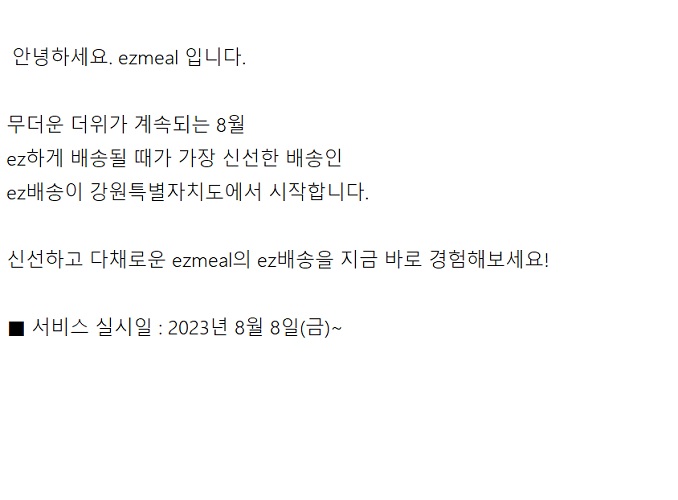 안녕하세요. ezmeal 입니다.
무더운 더위가 계속되는 8월
ez하게 배송될 때가 가장 신선한 배송인
ez배송이 강원특별자치도에서 시작합니다.
신선하고 다채로운 ezmeal의 ez배송을 지금 바로 경험해보세요!
■ 서비스 실시일 : 2023년 8월 8일(금)~